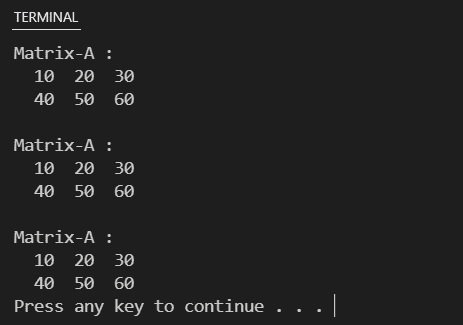 TERMINAL
Matrix-A :
  10  20  30
  40  50  60

Matrix-A :
  10  20  30
  40  50  60

Matrix-A :
  10  20  30
  40  50  60
Press any key to continue . . .